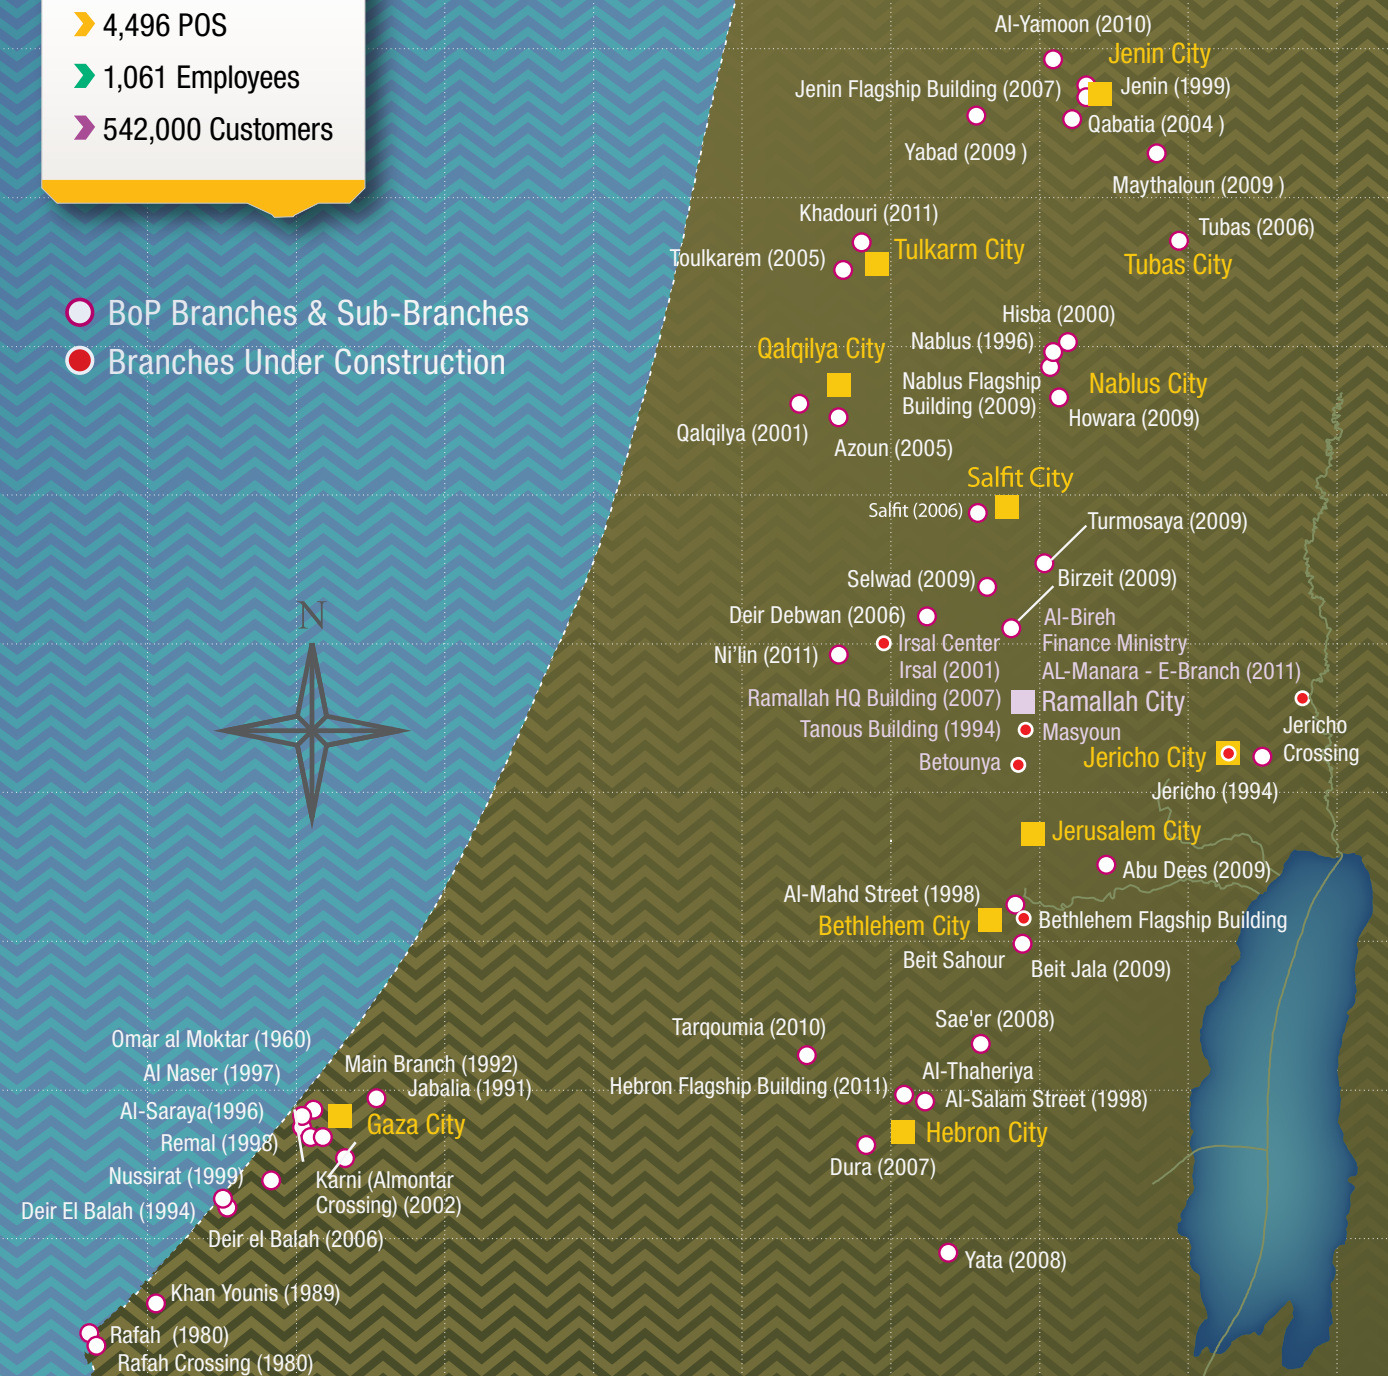 4,496 POS
1,061 Employees
542,000 Customers
BoP Branches & Sub-Branches
Branches Under Construction
N
Al-Yamoon (2010)
Jenin City
Jenin Flagship Building (2007)
Jenin (1999)
Qabatia (2004 )
Yabad (2009 )
Maythaloun (2009 )
Khadouri (2011)
Tulkarm City
Toulkarem (2005)
Tubas (2006)
Tubas City
Hisba (2000)
Nablus (1996)
Qalqilya City
Nablus Flagship
Building (2009)
Nablus City
Howara (2009)
Qalqilya (2001)
Azoun (2005)
Salfit City
Salfit (2006)
Turmosaya (2009)
Selwad (2009)
Birzeit (2009)
Deir Debwan (2006)
Al-Bireh
Irsal Center
Finance Ministry
Ni'lin (2011)
Irsal (2001)
AL-Manara - E-Branch (2011)
Ramallah HQ Building (2007)
Ramallah City
Tanous Building (1994)
Masyoun
Jericho
Crossing
Betounya
Jericho City
Jericho (1994)
Jerusalem City
Abu Dees (2009)
Al-Mahd Street (1998)
Bethlehem City
Bethlehem Flagship Building
Beit Sahour
Beit Jala (2009)
Tarqoumia (2010)
Sae'er (2008)
Al-Thaheriya
Hebron Flagship Building (2011)
Al-Salam Street (1998)
Hebron City
Dura (2007)
Yata (2008)
Omar al Moktar (1960)
Al Naser (1997)
Main Branch (1992)
Jabalia (1991)
Al-Saraya(1996)
Gaza City
Remal (1998)
Nussirat (1999)
Karni (Almontar
Crossing) (2002)
Deir El Balah (1994)
Deir el Balah (2006)
Khan Younis (1989)
Rafah (1980)
Rafah Crossing (1980)